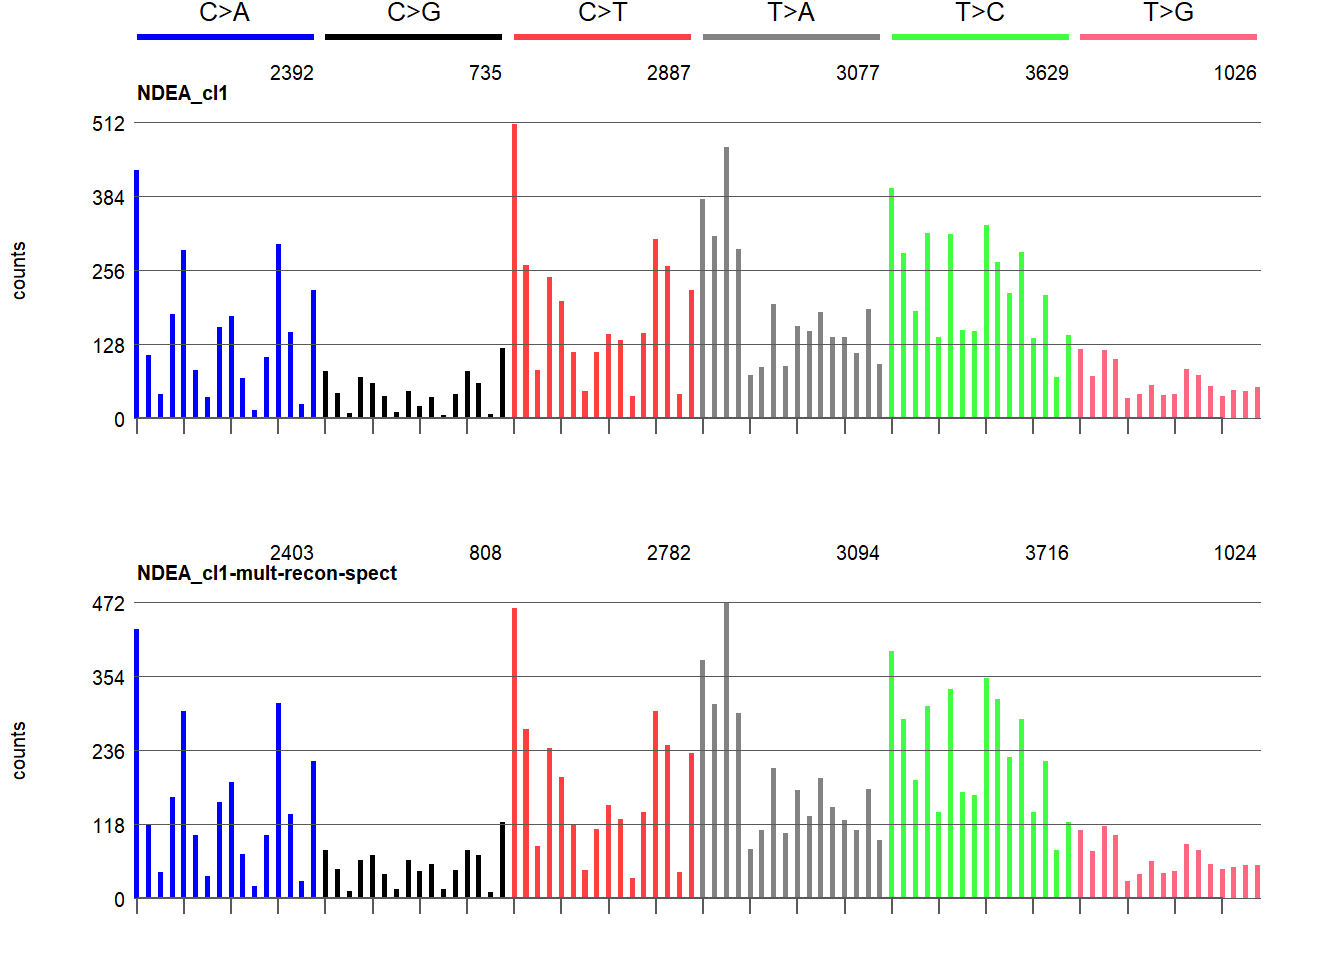 C>A C>G C>T T>A T>C T>G
2392 735 2887 3077 3629 1026
NDEA_cl1
512
384
256
128
0
counts
2403 808 2782 3094 3716 1024
NDEA_cl1-mult-recon-spect
472
354
236
118
0
counts